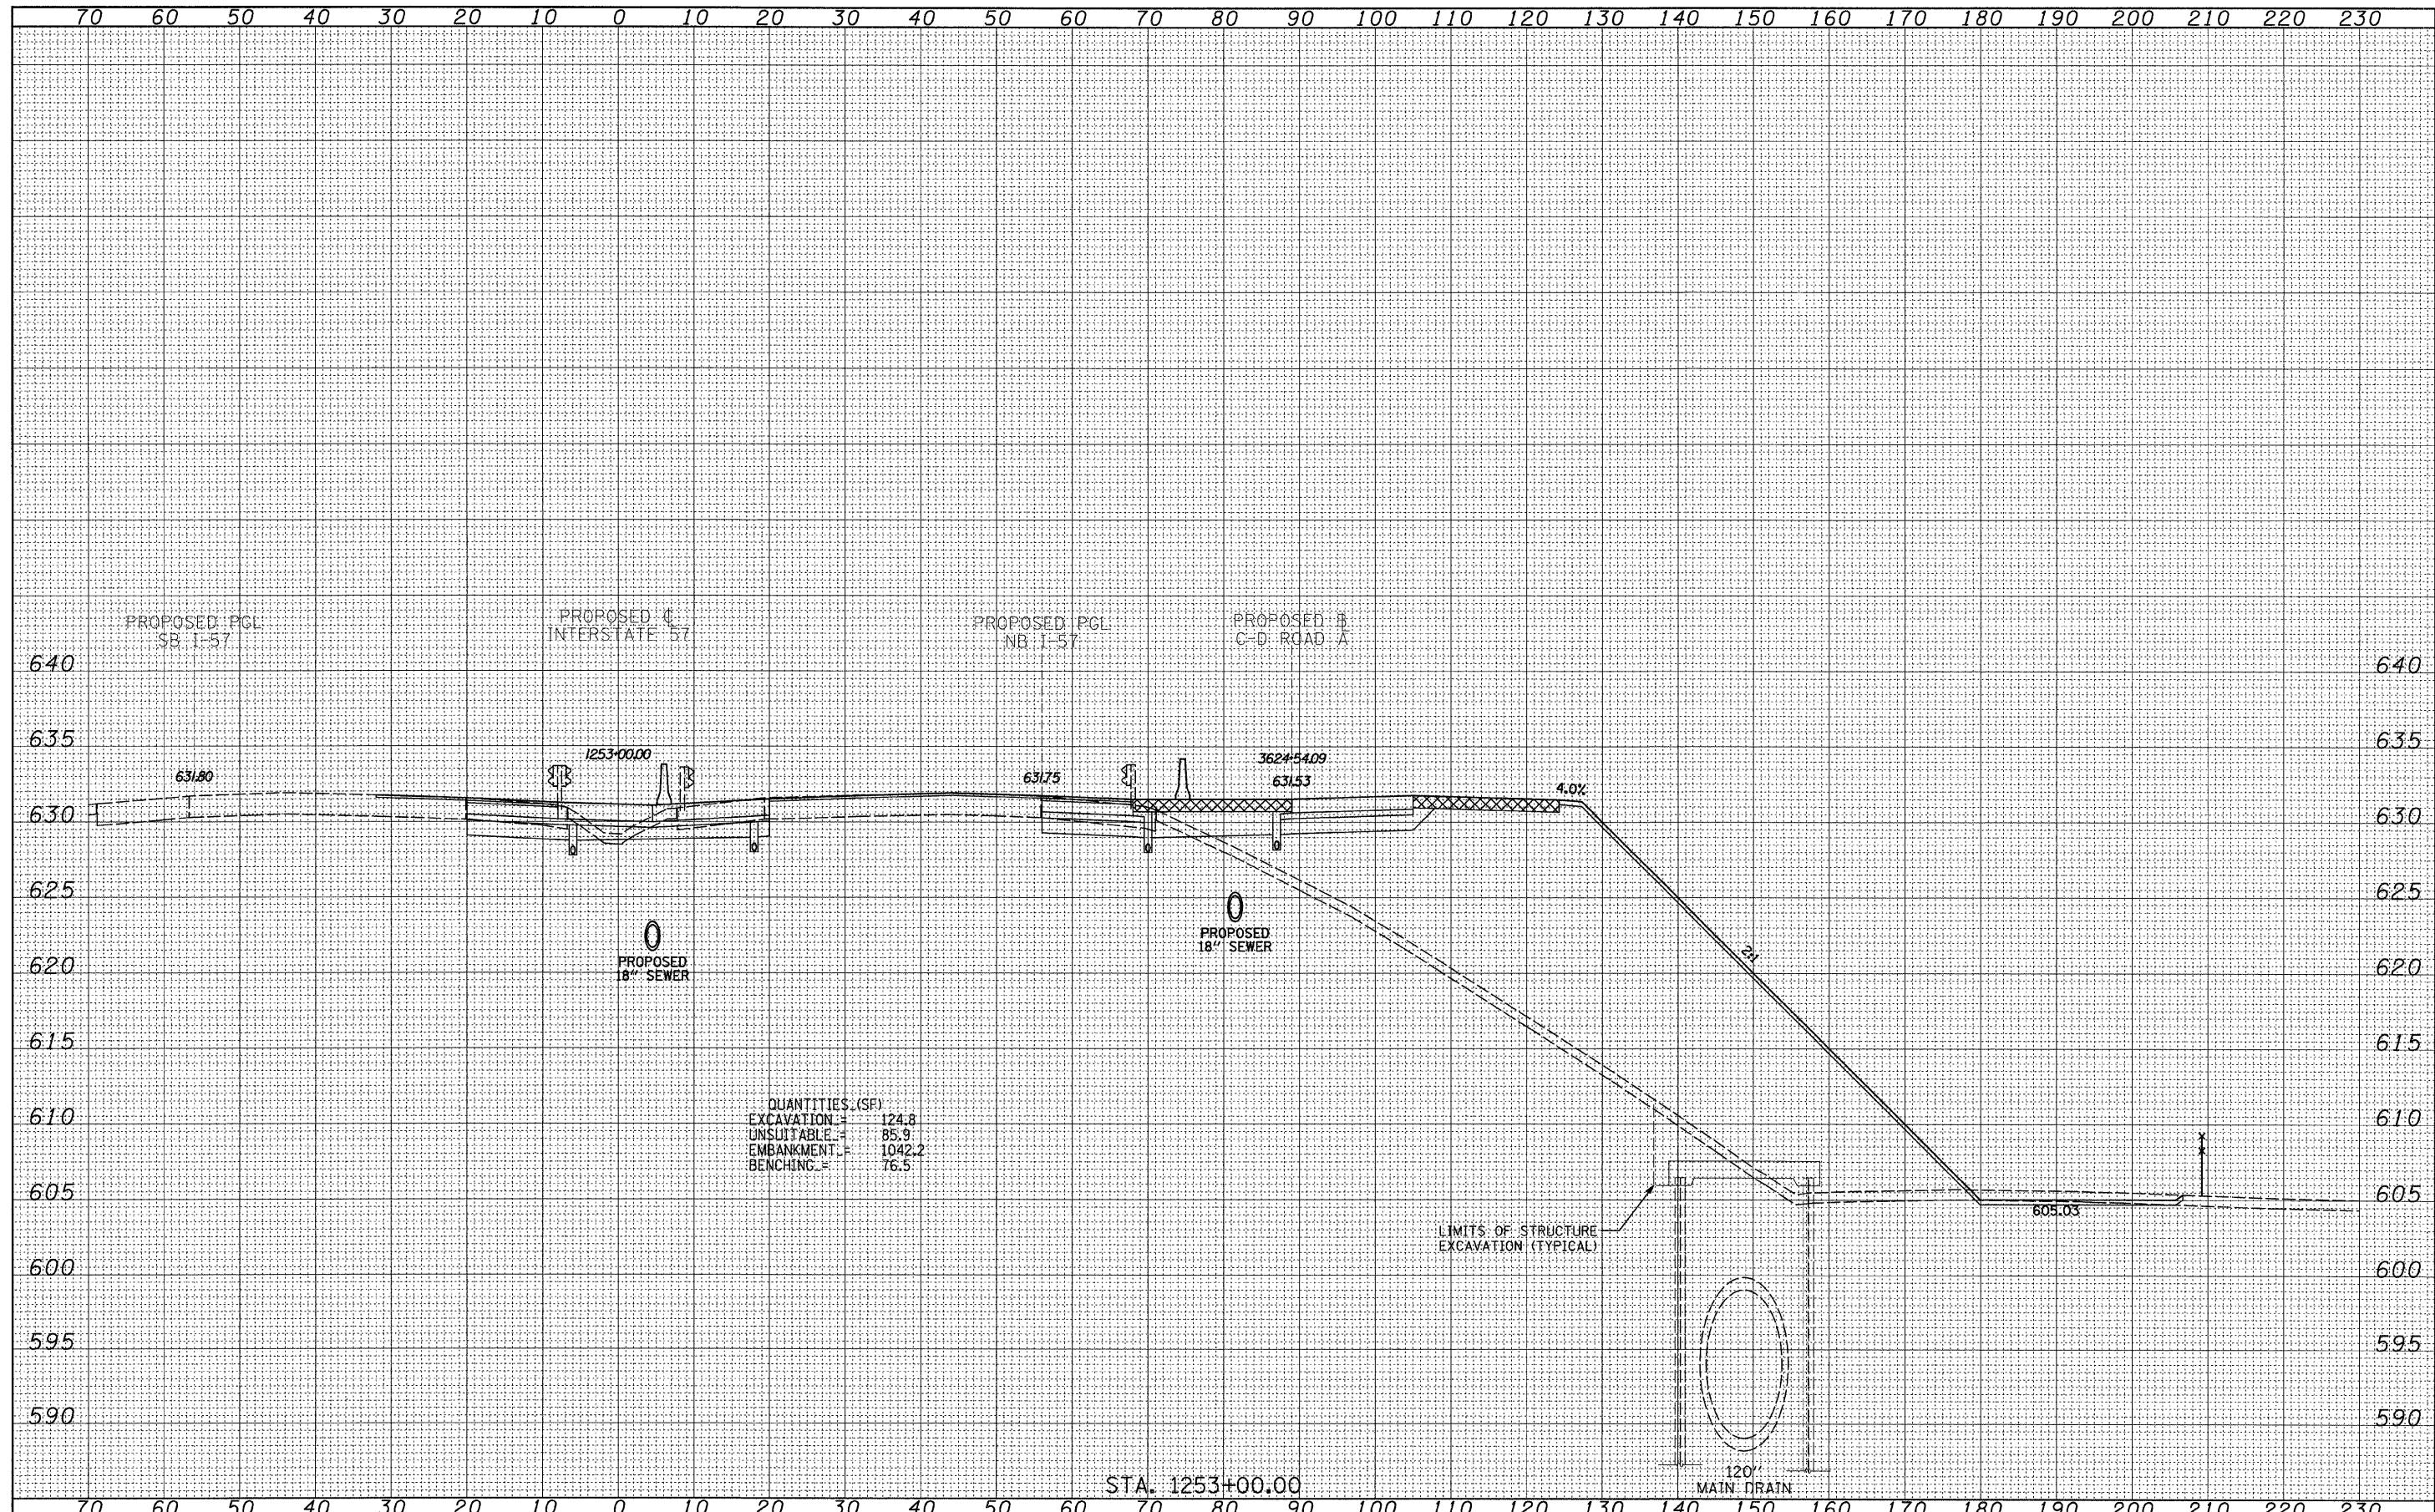 70 60 50 40 30 20 10 0 10 20 30 40 50 60 70 80 90 100 110 120 130 140 150 160 170 180 190 200 210 220 230
PROPOSED PGL
SB I-57
PROPOSED ℄
INTERSTATE 57
PROPOSED PGL
NB I-57
PROPOSED B
C-D ROAD A
640 640
635 635
1253+00.00
3624+54.09
631.80
631.75
631.53
4.0%
630 630
625 625
PROPOSED
18" SEWER
PROPOSED
18" SEWER
2:1
620 620
615 615
610 610
QUANTITIES (SF)
EXCAVATION = 124.8
UNSUITABLE = 85.9
EMBANKMENT = 1042.2
BENCHING = 76.5
605 605
605.03
LIMITS OF STRUCTURE
EXCAVATION (TYPICAL)
600 600
595 595
590 590
120"
MAIN DRAIN
STA. 1253+00.00
70 60 50 40 30 20 10 0 10 20 30 40 50 60 70 80 90 100 110 120 130 140 150 160 170 180 190 200 210 220 230